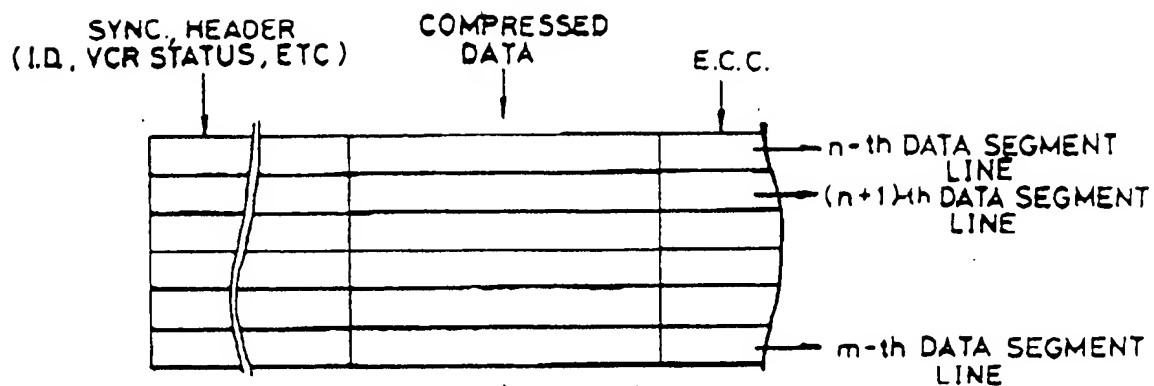 SYNC., HEADER
(I.D., VCR STATUS, ETC)
COMPRESSED
DATA
E.C.C.
n-th DATA SEGMENT
LINE
(n+1)-th DATA SEGMENT
LINE
m-th DATA SEGMENT
LINE